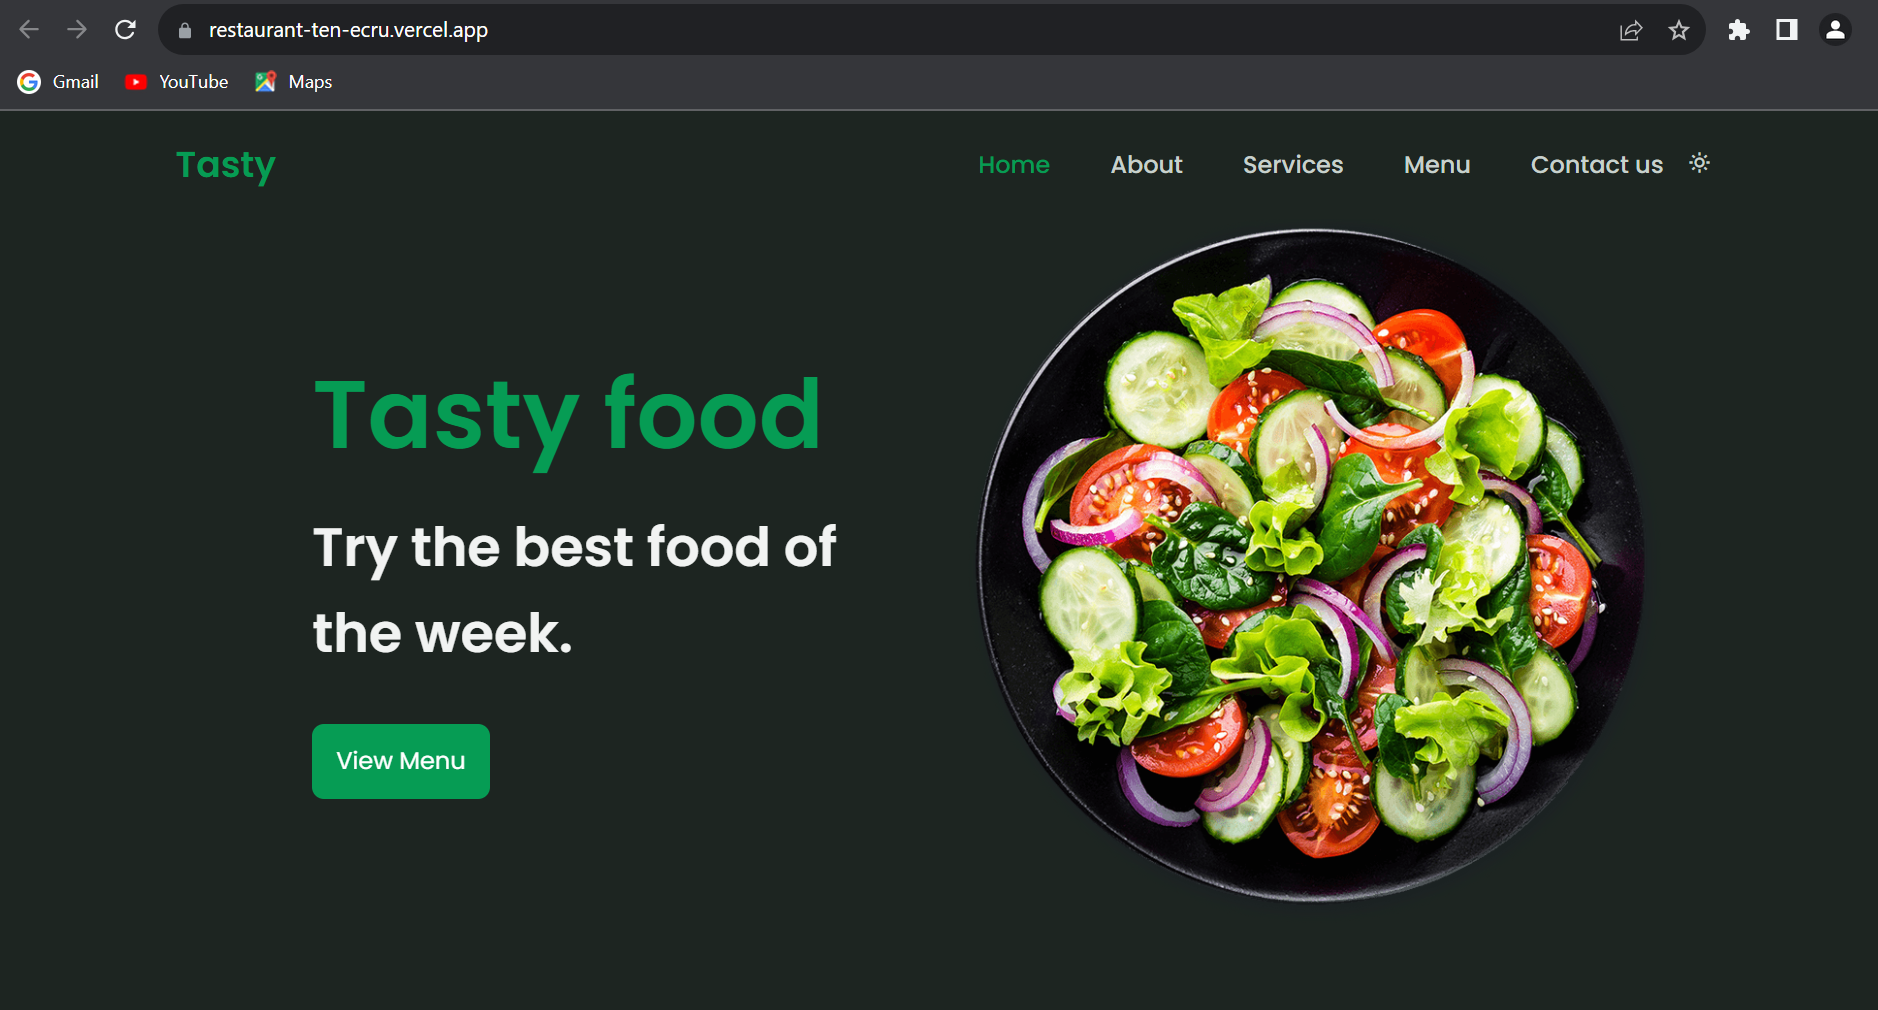 restaurant-ten-ecru.vercel.app
Gmail YouTube Maps
Tasty Home About Services Menu Contact us
Tasty food
Try the best food of
the week.
View Menu